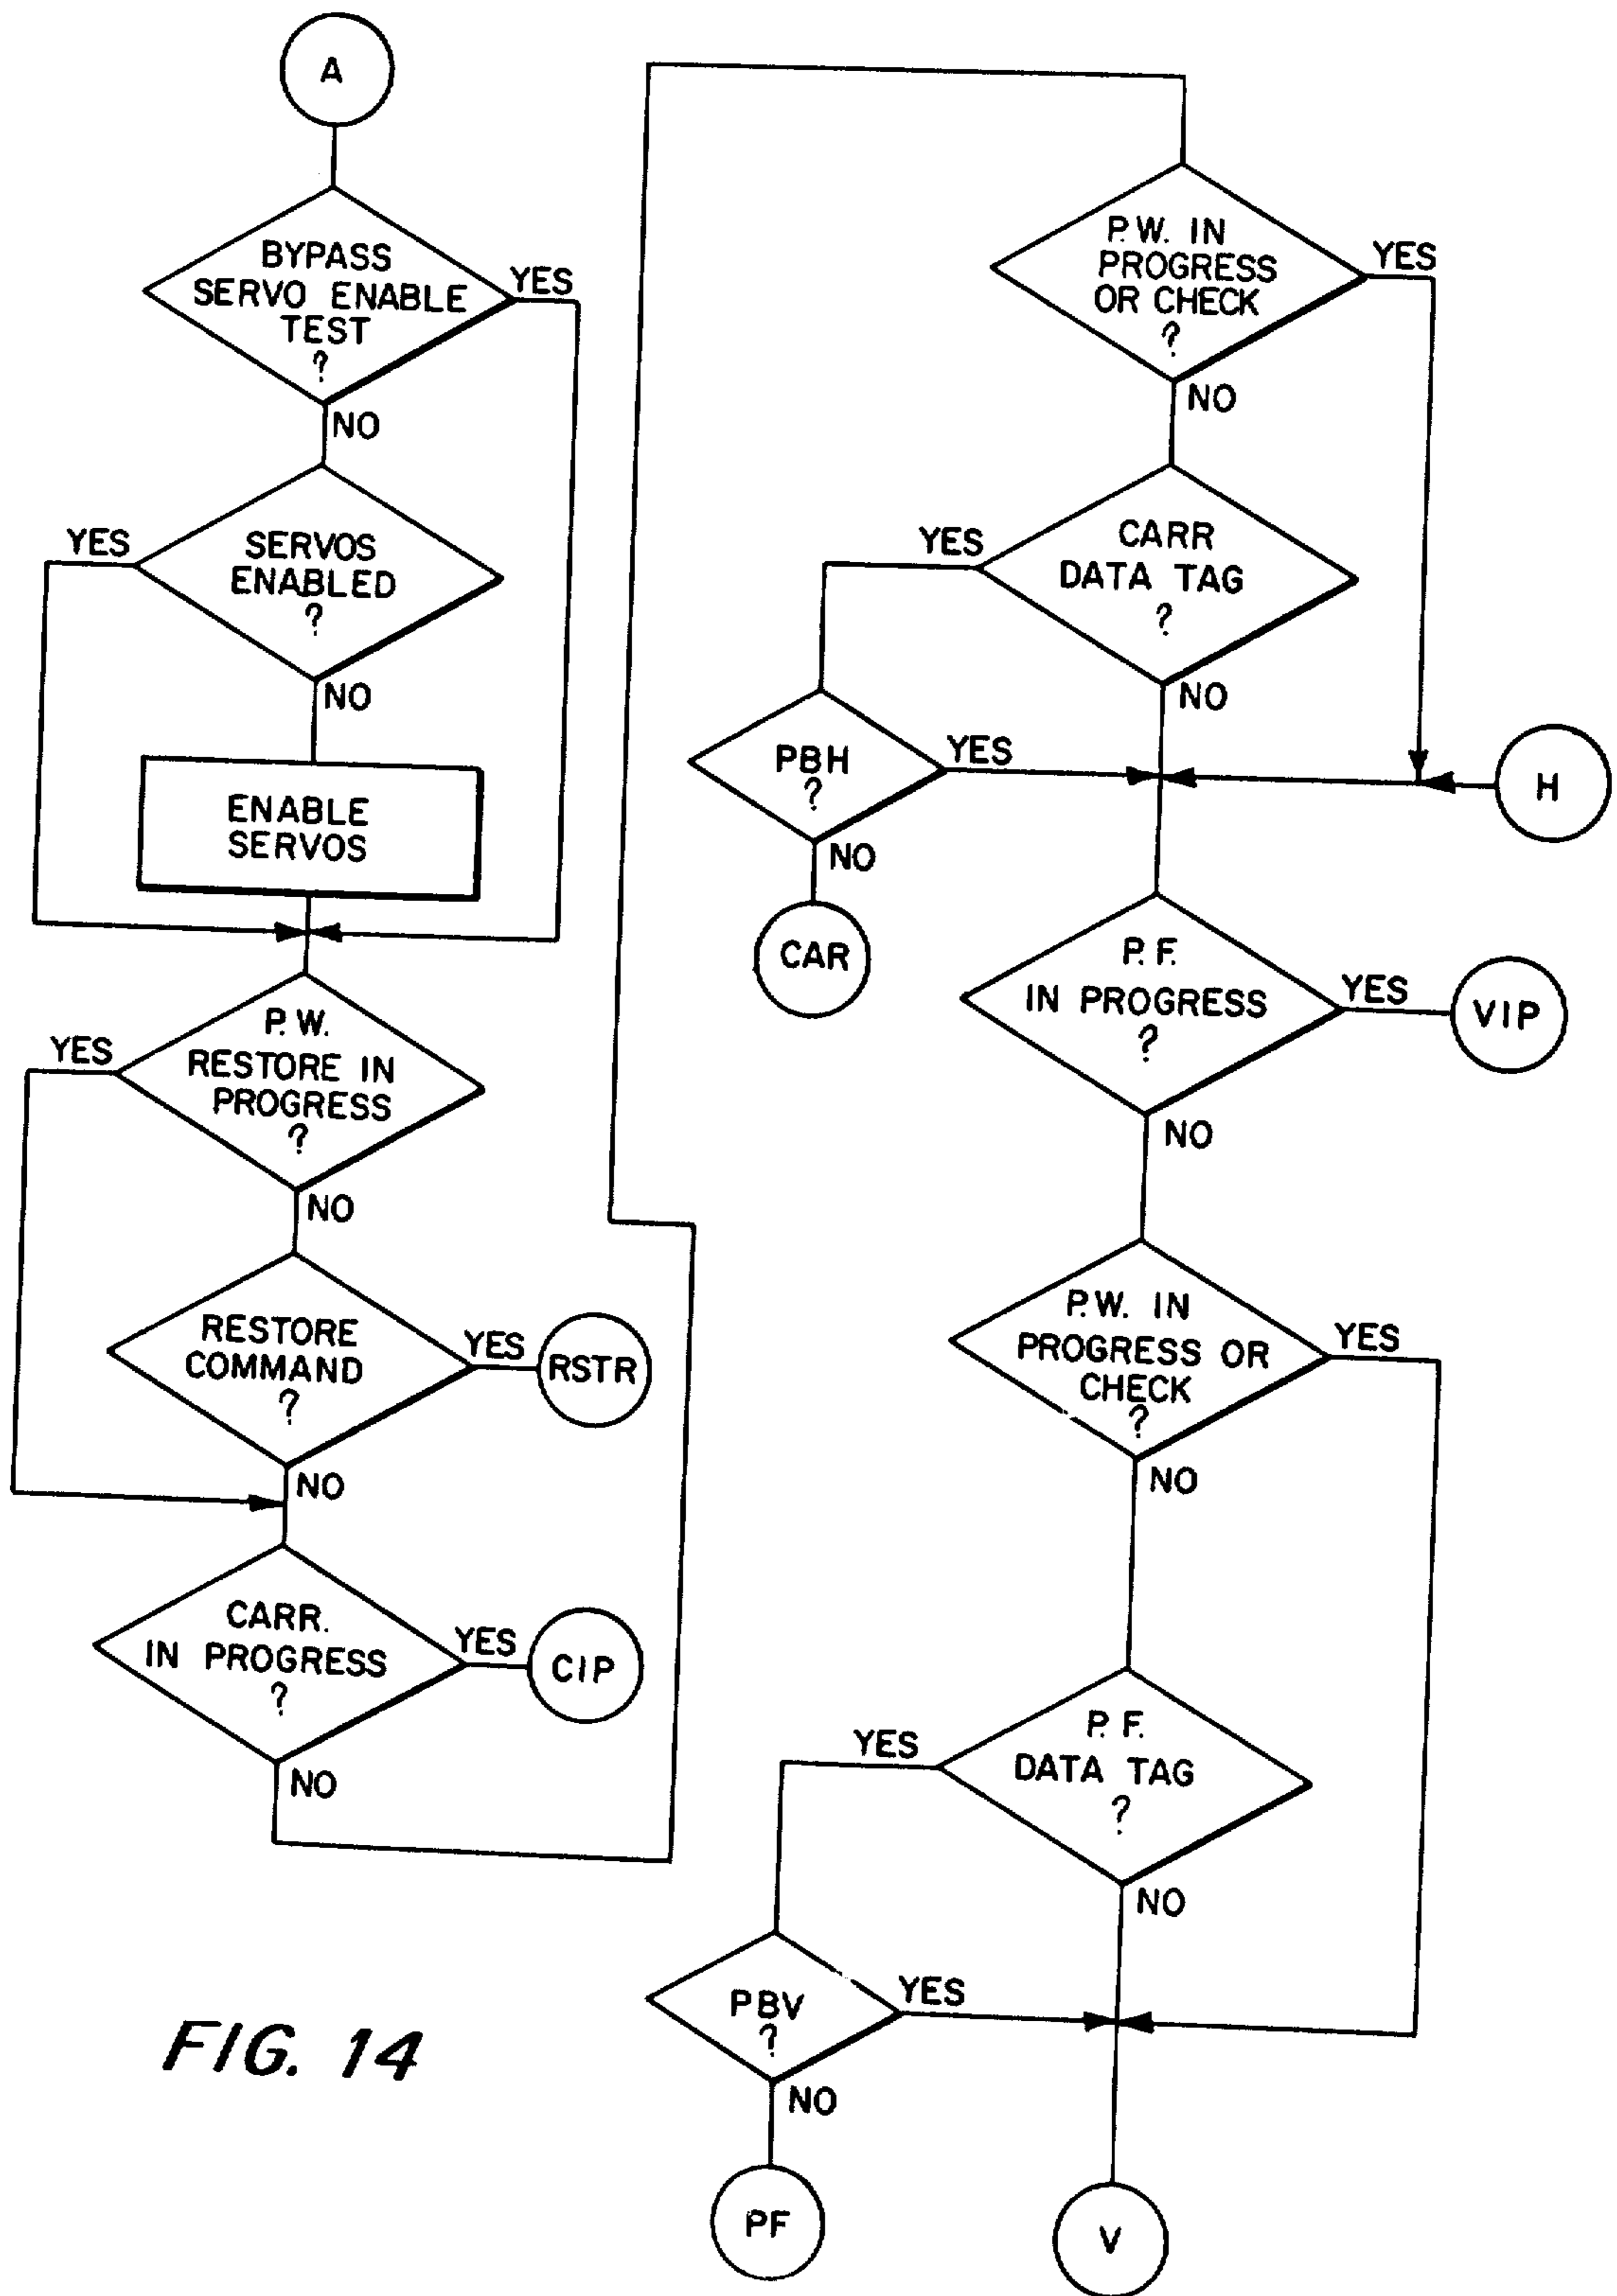 A
BYPASS
SERVO ENABLE
TEST
?
YES
NO
SERVOS
ENABLED
?
YES
NO
ENABLE
SERVOS
P.W.
RESTORE IN
PROGRESS
?
YES
NO
RESTORE
COMMAND
?
YES
RSTR
NO
CARR.
IN PROGRESS
?
YES
CIP
NO
P.W. IN
PROGRESS
OR CHECK
?
YES
NO
CARR
DATA TAG
?
YES
NO
PBH
?
YES
NO
CAR
H
P.F.
IN PROGRESS
?
YES
VIP
NO
P.W. IN
PROGRESS OR
CHECK
?
YES
NO
P.F.
DATA TAG
?
YES
NO
PBV
?
YES
NO
PF
V
FIG. 14